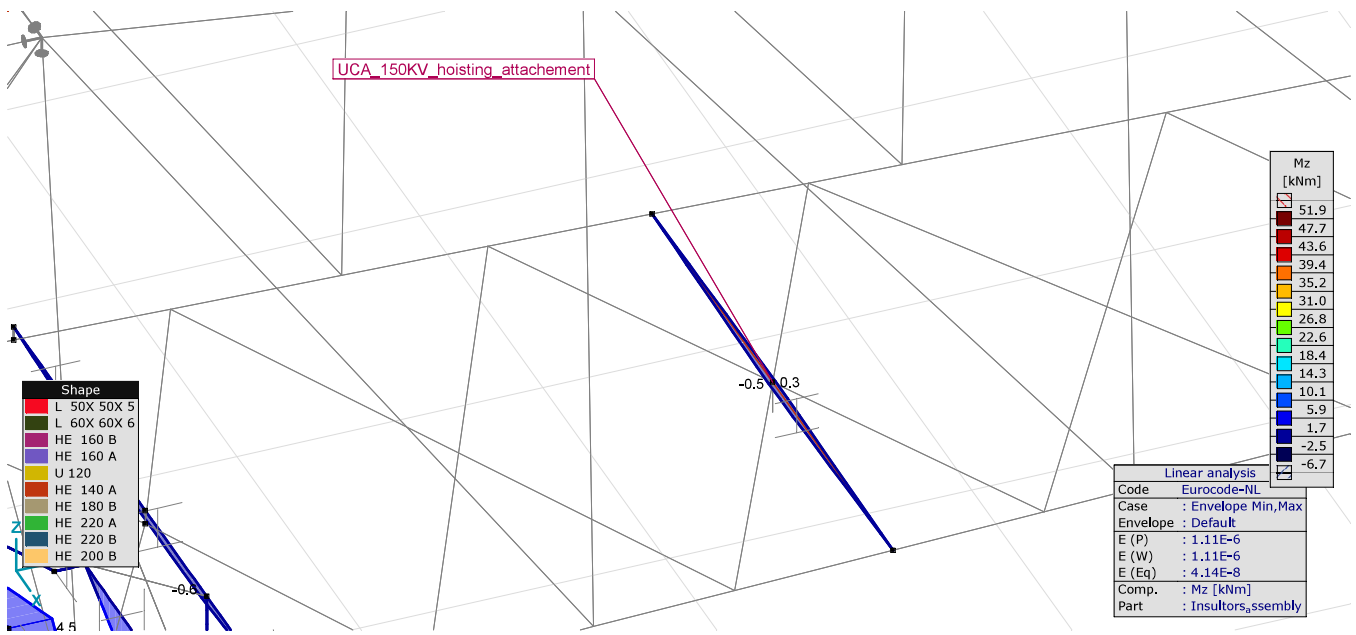 UCA_150KV_hoisting_attachement
Mz
[kNm]
51.9
47.7
43.6
39.4
35.2
31.0
26.8
22.6
18.4
14.3
10.1
5.9
1.7
-2.5
-6.7
-0.5
0.3
Shape
L 50X 50X 5
L 60X 60X 6
HE 160 B
HE 160 A
U 120
HE 140 A
HE 180 B
HE 220 A
HE 220 B
HE 200 B
Z
X
-0.6
4.5
Linear analysis
Code Eurocode-NL
Case : Envelope Min,Max
Envelope : Default
E (P) : 1.11E-6
E (W) : 1.11E-6
E (Eq) : 4.14E-8
Comp. : Mz [kNm]
Part : Insultors_assembly